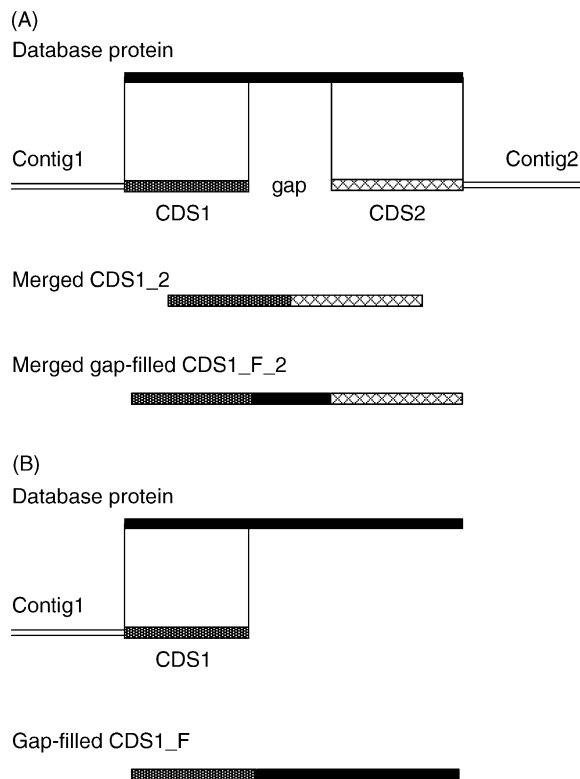 (A)
Database protein
Contig1
Contig2
gap
CDS1
CDS2
Merged CDS1_2
Merged gap-filled CDS1_F_2
(B)
Database protein
Contig1
CDS1
Gap-filled CDS1_F